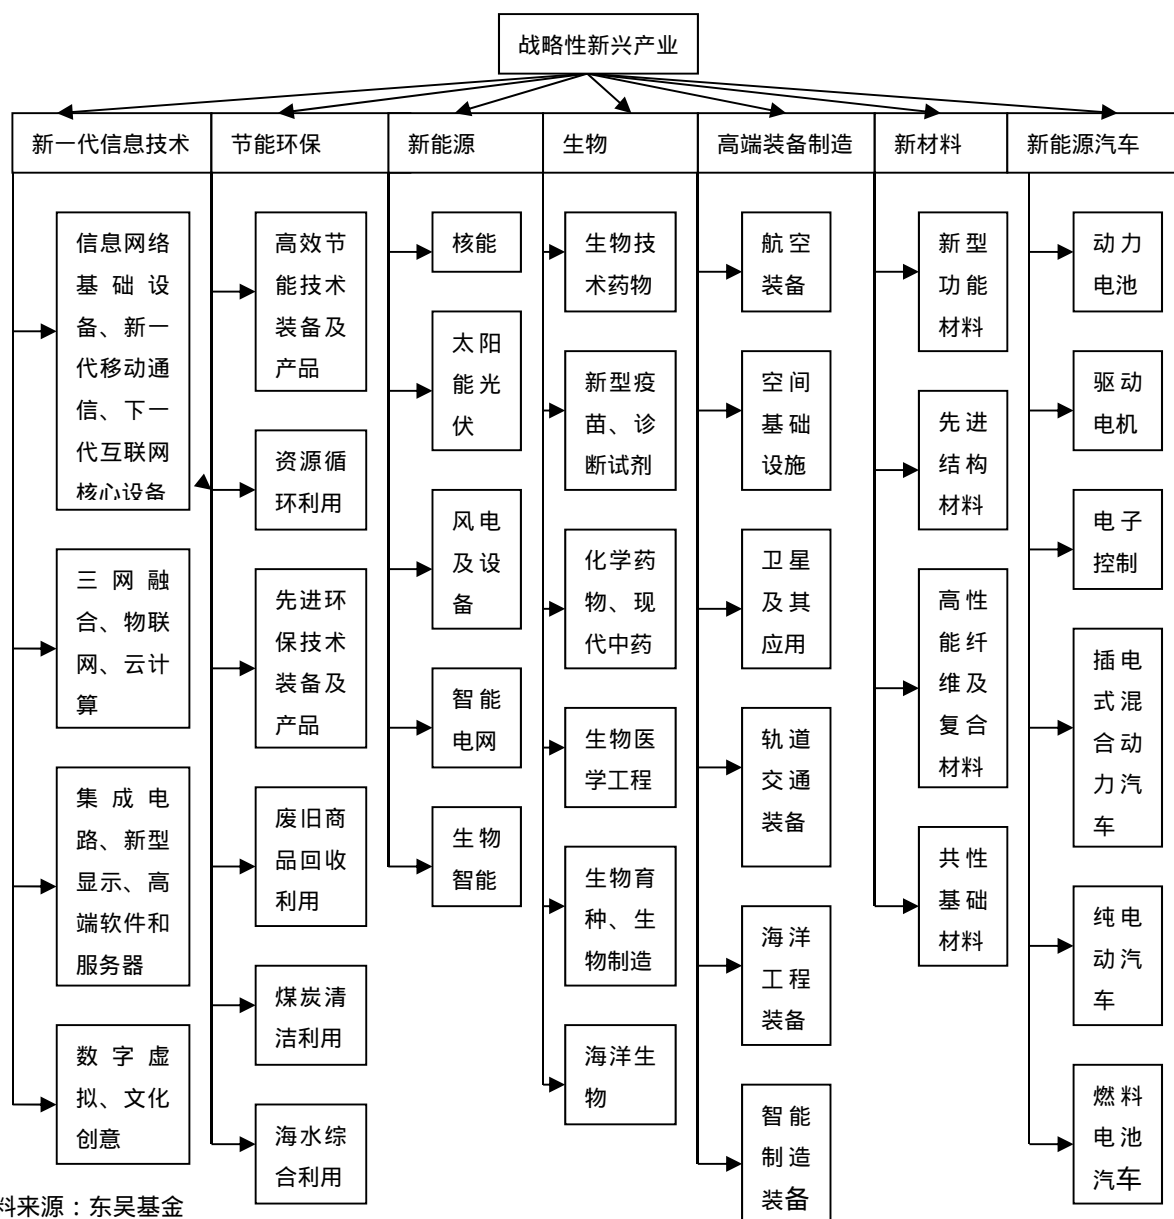 战略性新兴产业
新一代信息技术
节能环保
新能源
生物
高端装备制造
新材料
新能源汽车
信息网络
基础设
备、新一
代移动通
信、下一
代互联网
核心设备
三网融
合、物联
网、云计
算
集成电
路、新型
显示、高
端软件和
服务器
数字虚
拟、文化
创意
高效节
能技术
装备及
产品
资源循
环利用
先进环
保技术
装备及
产品
废旧商
品回收
利用
煤炭清
洁利用
海水综
合利用
核能
太阳
能光
伏
风电
及设
备
智能
电网
生物
智能
生物技
术药物
新型疫
苗、诊
断试剂
化学药
物、现
代中药
生物医
学工程
生物育
种、生
物制造
海洋生
物
航空
装备
空间
基础
设施
卫星
及其
应用
轨道
交通
装备
海洋
工程
装备
智能
制造
装备
新型
功能
材料
先进
结构
材料
高性
能纤
维及
复合
材料
共性
基础
材料
动力
电池
驱动
电机
电子
控制
插电
式混
合动
力汽
车
纯电
动汽
车
燃料
电池
汽车
料来源：东吴基金